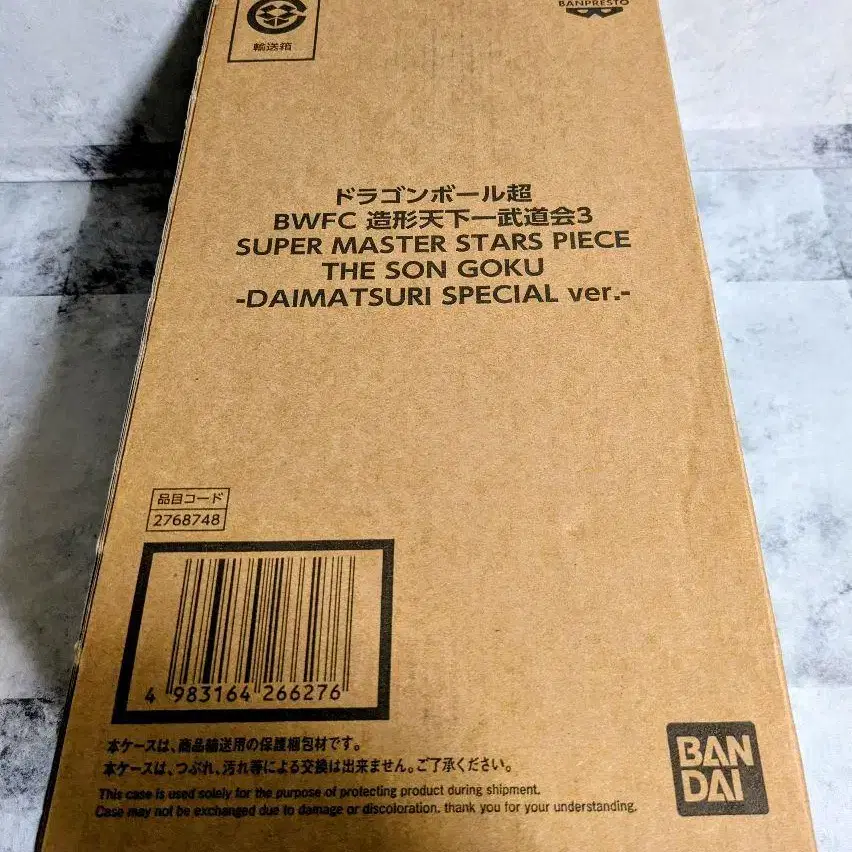 輸送箱
BANPRESTO
ドラゴンボール超
BWFC 造形天下一武道会3
SUPER MASTER STARS PIECE
THE SON GOKU
-DAIMATSURI SPECIAL ver.-
品目コード
2768748
4 983164 266276
本ケースは、商品輸送用の保護梱包材です。
本ケースは、つぶれ、汚れ等による交換は出来ません。ご了承ください。
This case is used solely for the purpose of protecting product during shipment.
Case may not be exchanged due to damage or discoloration. thank you for your understanding.
BAN
DAI